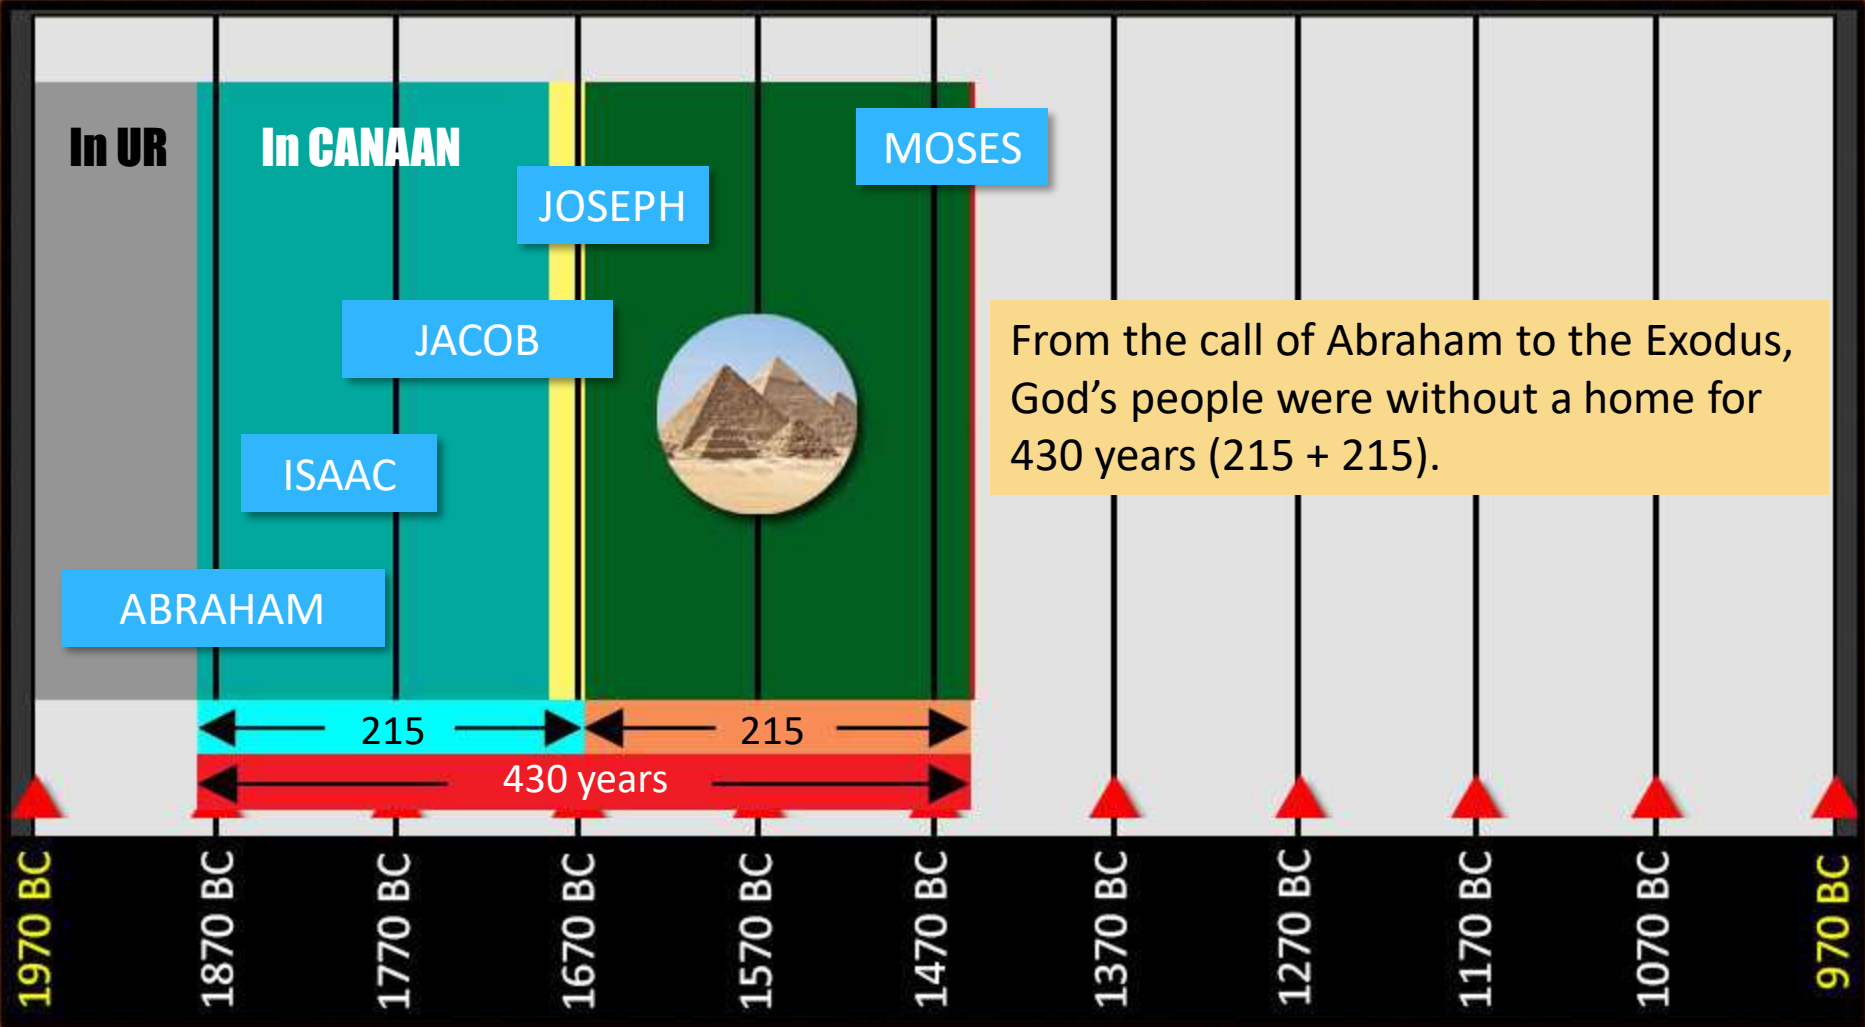 In UR
In CANAAN
MOSES
JOSEPH
JACOB
From the call of Abraham to the Exodus,
God’s people were without a home for
430 years (215 + 215).
ISAAC
ABRAHAM
215
215
430 years
1970 BC
1870 BC
1770 BC
1670 BC
1570 BC
1470 BC
1370 BC
1270 BC
1170 BC
1070 BC
970 BC